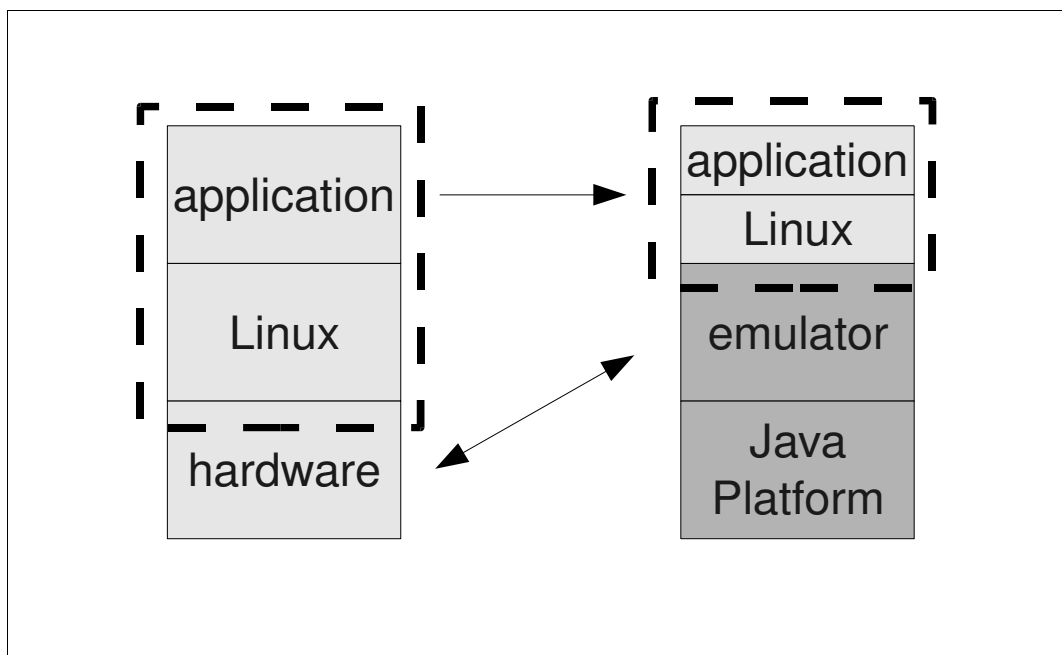 application
Linux
hardware
application
Linux
emulator
Java
Platform